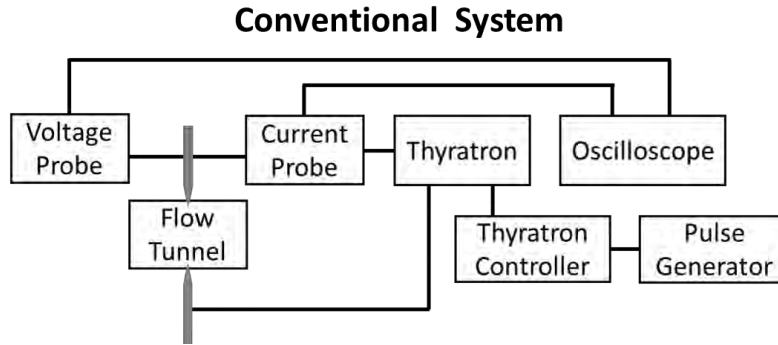 Conventional System
Voltage
Probe
Current
Probe
Thyratron
Oscilloscope
Flow
Tunnel
Thyratron
Controller
Pulse
Generator